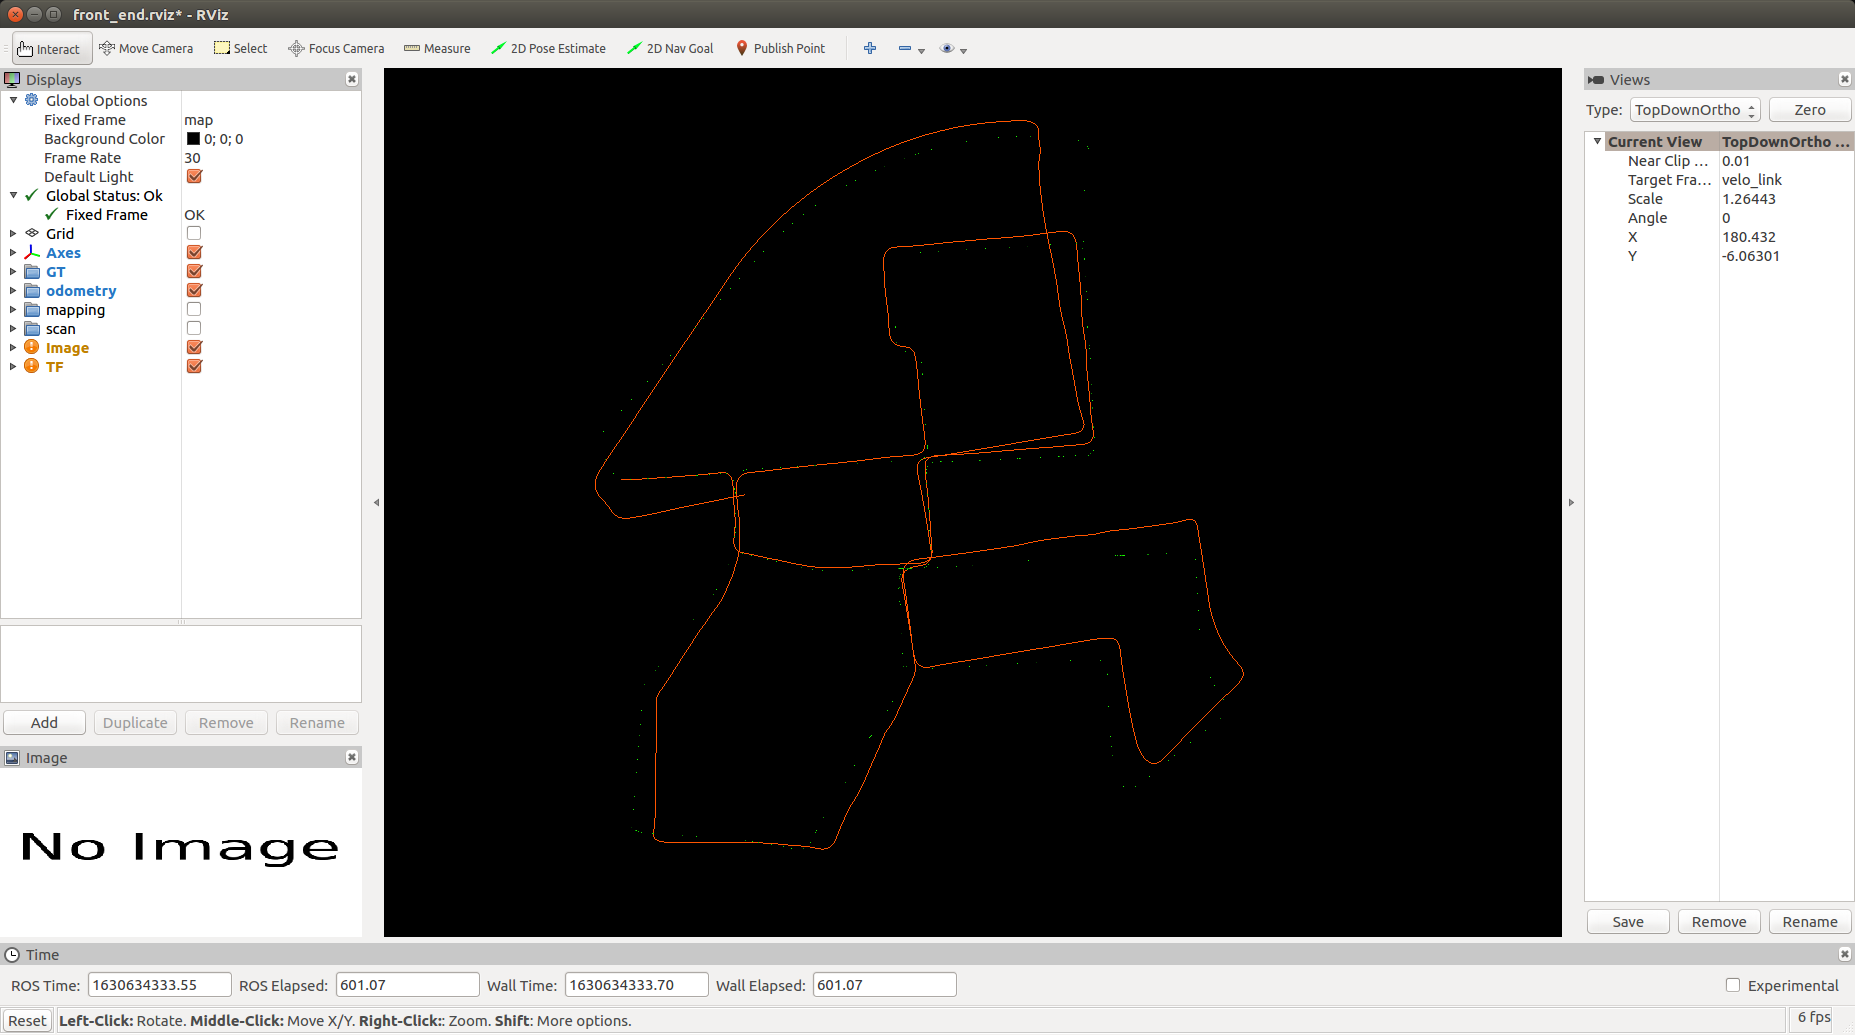 front_end.rviz* - RViz
Interact Move Camera Select Focus Camera Measure 2D Pose Estimate 2D Nav Goal Publish Point
Displays
Global Options
Fixed Frame map
Background Color 0; 0; 0
Frame Rate 30
Default Light
Global Status: Ok
Fixed Frame OK
Grid
Axes
GT
odometry
mapping
scan
Image
TF
Add Duplicate Remove Rename
Image
No Image
Views
Type: TopDownOrtho Zero
Current View TopDownOrtho ...
Near Clip ... 0.01
Target Fra... velo_link
Scale 1.26443
Angle 0
X 180.432
Y -6.06301
Save Remove Rename
Time
ROS Time: 1630634333.55 ROS Elapsed: 601.07 Wall Time: 1630634333.70 Wall Elapsed: 601.07 Experimental
Reset Left-Click: Rotate. Middle-Click: Move X/Y. Right-Click:: Zoom. Shift: More options. 6 fps